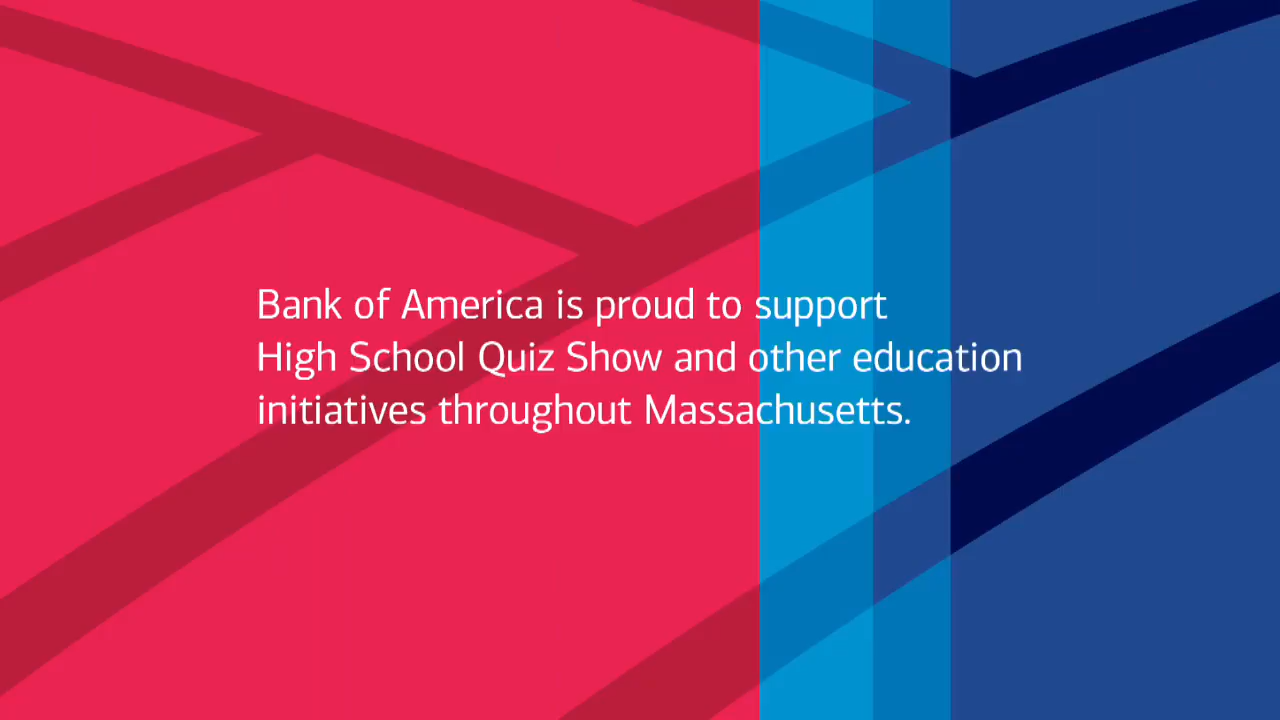 Bank of America is proud to support
High School Quiz Show and other education
initiatives throughout Massachusetts.